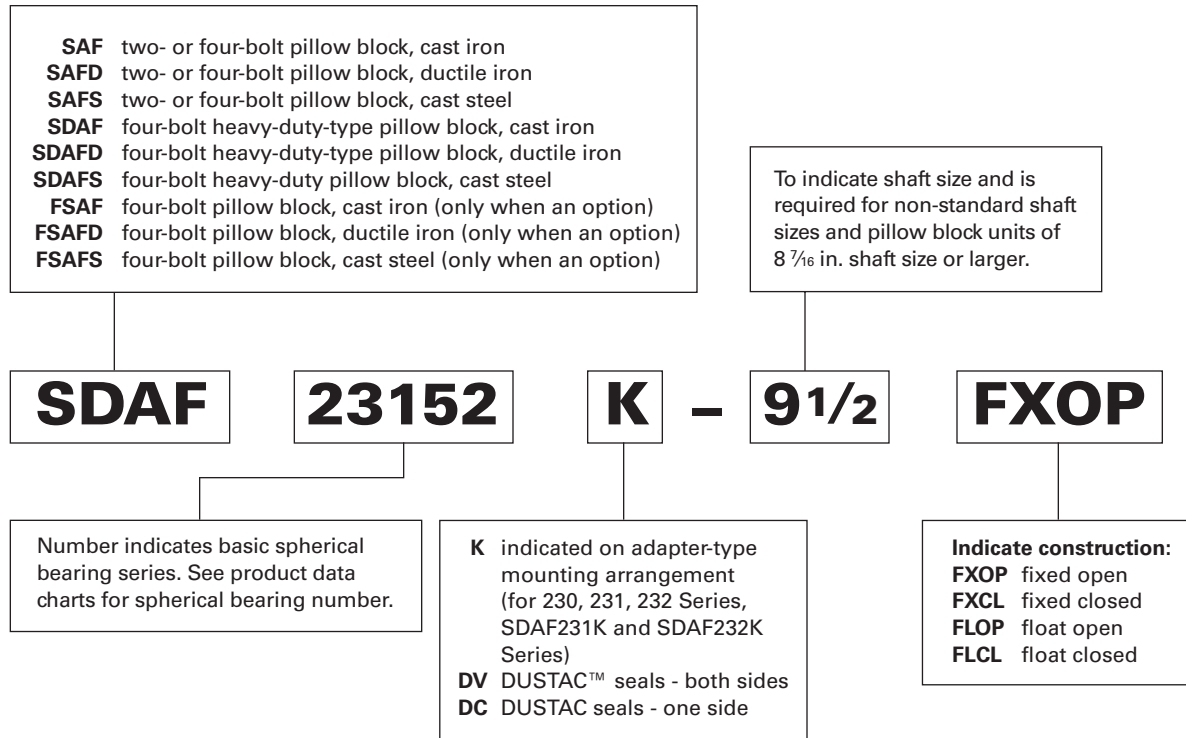 SAF two- or four-bolt pillow block, cast iron
SAFD two- or four-bolt pillow block, ductile iron
SAFS two- or four-bolt pillow block, cast steel
SDAF four-bolt heavy-duty-type pillow block, cast iron
SDAFD four-bolt heavy-duty-type pillow block, ductile iron
SDAFS four-bolt heavy-duty pillow block, cast steel
FSAF four-bolt pillow block, cast iron (only when an option)
FSAFD four-bolt pillow block, ductile iron (only when an option)
FSAFS four-bolt pillow block, cast steel (only when an option)
To indicate shaft size and is
required for non-standard shaft
sizes and pillow block units of
8 7⁄16 in. shaft size or larger.
SDAF 23152 K – 9 1/2 FXOP
Number indicates basic spherical
bearing series. See product data
charts for spherical bearing number.
K indicated on adapter-type
mounting arrangement
(for 230, 231, 232 Series,
SDAF231K and SDAF232K
Series)
DV DUSTAC™ seals - both sides
DC DUSTAC seals - one side
Indicate construction:
FXOP fixed open
FXCL fixed closed
FLOP float open
FLCL float closed